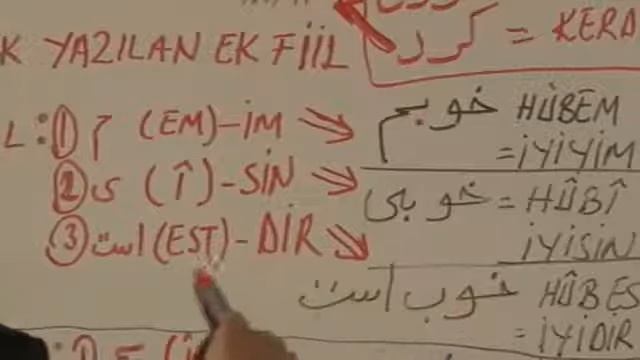 کرد = KERD
K YAZILAN EK FİİL
L: ① م (EM)-İM
خوبم HÛBEM
=İYİYİM
② ی (Î)-SİN
خوبی =HÛBÎ
İYİSİN
③ است (EST)-DİR
خوب است HÛBES
=İYİDİR